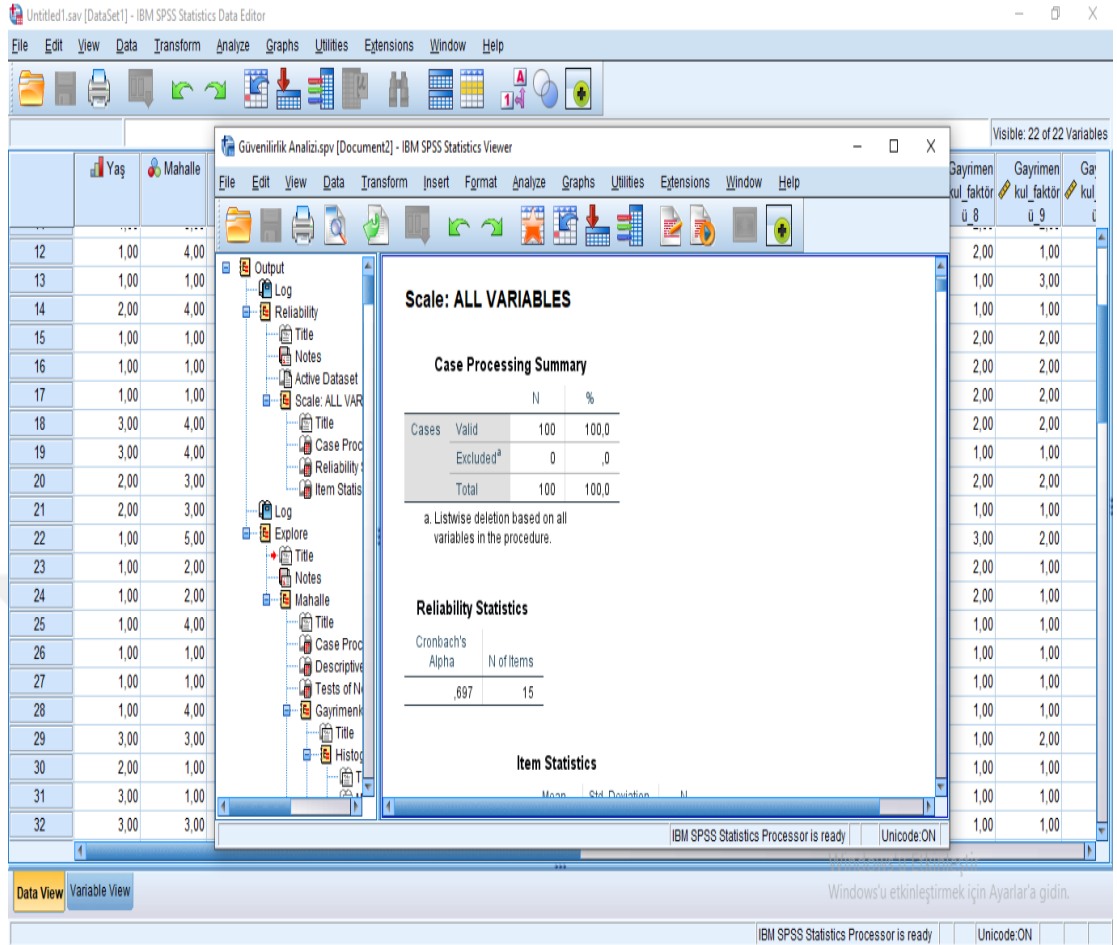 Untitled1.sav [DataSet1] - IBM SPSS Statistics Data Editor
File Edit View Data Transform Analyze Graphs Utilities Extensions Window Help
Visible: 22 of 22 Variables
Yaş Mahalle
Gayrimen kul_faktör ü_8
Gayrimen kul_faktör ü_9
12 1,00 4,00 2,00 1,00
13 1,00 1,00 1,00 3,00
14 2,00 4,00 1,00 1,00
15 1,00 1,00 2,00 2,00
16 1,00 1,00 2,00 2,00
17 1,00 1,00 2,00 2,00
18 3,00 4,00 2,00 2,00
19 3,00 4,00 1,00 1,00
20 2,00 3,00 2,00 2,00
21 2,00 3,00 1,00 1,00
22 1,00 5,00 3,00 2,00
23 1,00 2,00 2,00 1,00
24 1,00 2,00 2,00 1,00
25 1,00 4,00 1,00 1,00
26 1,00 1,00 1,00 1,00
27 1,00 1,00 1,00 1,00
28 1,00 4,00 1,00 1,00
29 3,00 3,00 1,00 2,00
30 2,00 1,00 1,00 1,00
31 3,00 1,00 1,00 1,00
32 3,00 3,00 1,00 1,00
Güvenilirlik Analizi.spv [Document2] - IBM SPSS Statistics Viewer
File Edit View Data Transform Insert Format Analyze Graphs Utilities Extensions Window Help
Output
Log
Reliability
Title
Notes
Active Dataset
Scale: ALL VAR
Title
Case Proc
Reliability
Item Statis
Log
Explore
Title
Notes
Mahalle
Title
Case Proc
Descriptive
Tests of N
Gayrimenk
Title
Histog
Scale: ALL VARIABLES
Case Processing Summary
N %
Cases Valid 100 100,0
Excludedᵃ 0 ,0
Total 100 100,0
a. Listwise deletion based on all
variables in the procedure.
Reliability Statistics
Cronbach's
Alpha N of Items
,697 15
Item Statistics
Mean Std. Deviation N
IBM SPSS Statistics Processor is ready Unicode:ON
Windows'u etkinleştirmek için Ayarlar'a gidin.
Data View Variable View
IBM SPSS Statistics Processor is ready Unicode:ON